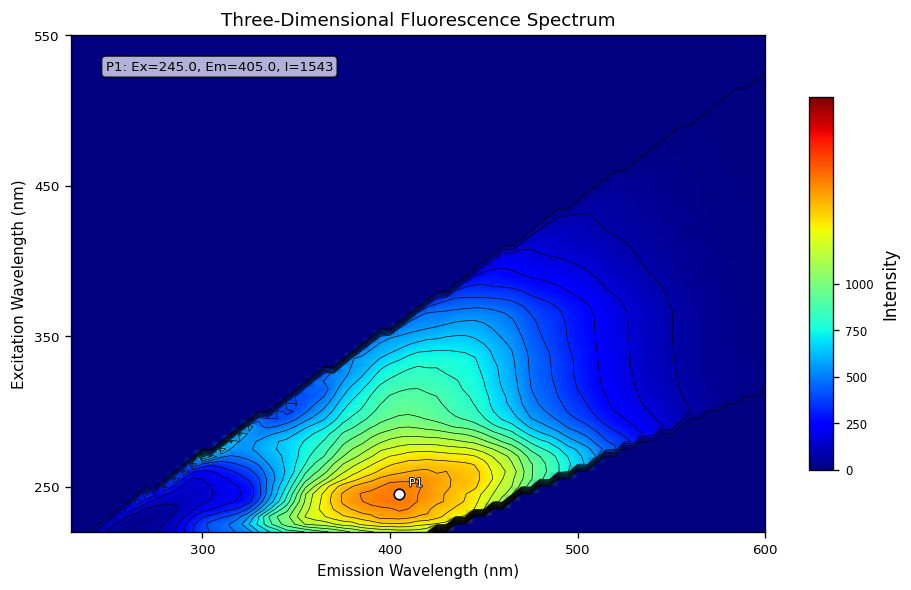 Three-Dimensional Fluorescence Spectrum
P1: Ex=245.0, Em=405.0, I=1543
P1
550
450
350
250
Excitation Wavelength (nm)
300
400
500
600
Emission Wavelength (nm)
1000
750
500
250
0
Intensity